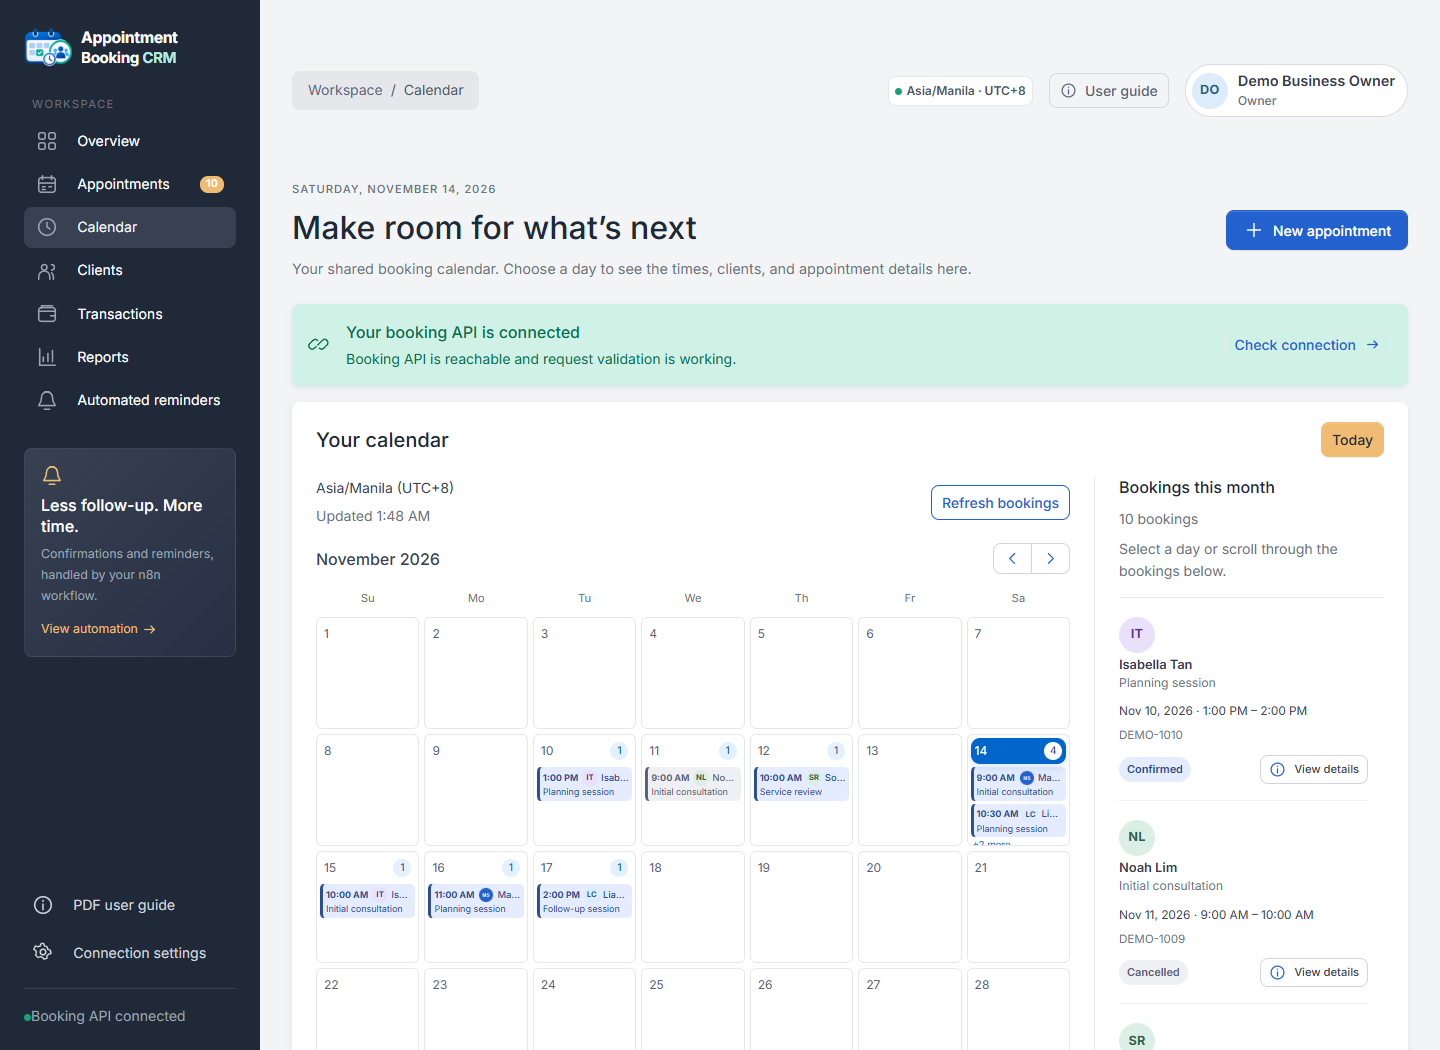 Appointment
Booking CRM
WORKSPACE
Overview
Appointments 10
Calendar
Clients
Transactions
Reports
Automated reminders
Less follow-up. More
time.
Confirmations and reminders,
handled by your n8n
workflow.
View automation →
PDF user guide
Connection settings
Booking API connected
Workspace / Calendar
Asia/Manila · UTC+8
User guide
DO
Demo Business Owner
Owner
SATURDAY, NOVEMBER 14, 2026
Make room for what’s next
New appointment
Your shared booking calendar. Choose a day to see the times, clients, and appointment details here.
Your booking API is connected
Booking API is reachable and request validation is working.
Check connection →
Your calendar
Today
Asia/Manila (UTC+8)
Updated 1:48 AM
Refresh bookings
November 2026
Su Mo Tu We Th Fr Sa
1 2 3 4 5 6 7
8 9
10 1
1:00 PM IT Isab...
Planning session
11 1
9:00 AM NL No...
Initial consultation
12 1
10:00 AM SR So...
Service review
13
14 4
9:00 AM MS Ma...
Initial consultation
10:30 AM LC Li...
Planning session
+2 more
15 1
10:00 AM IT Is...
Initial consultation
16 1
11:00 AM MS Ma...
Planning session
17 1
2:00 PM LC Lia...
Follow-up session
18 19 20 21
22 23 24 25 26 27 28
Bookings this month
10 bookings
Select a day or scroll through the
bookings below.
IT
Isabella Tan
Planning session
Nov 10, 2026 · 1:00 PM – 2:00 PM
DEMO-1010
Confirmed View details
NL
Noah Lim
Initial consultation
Nov 11, 2026 · 9:00 AM – 10:00 AM
DEMO-1009
Cancelled View details
SR